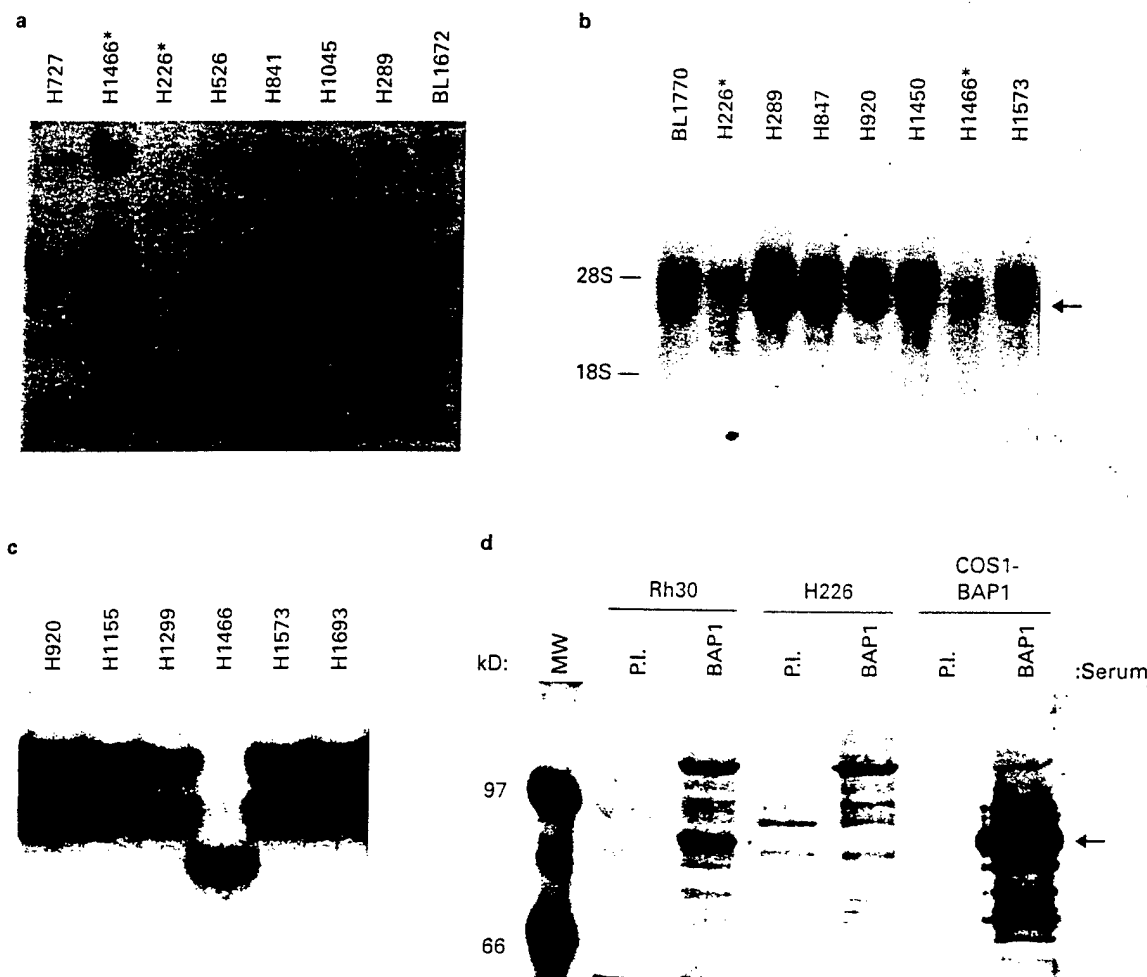 a
H727
H1466*
H226*
H526
H841
H1045
H289
BL1672
b
BL1770
H226*
H289
H847
H920
H1450
H1466*
H1573
28S
18S
c
H920
H1155
H1299
H1466
H1573
H1693
d
Rh30
H226
COS1-
BAP1
kD:
MW
P.I.
BAP1
P.I.
BAP1
P.I.
BAP1
:Serum
97
66